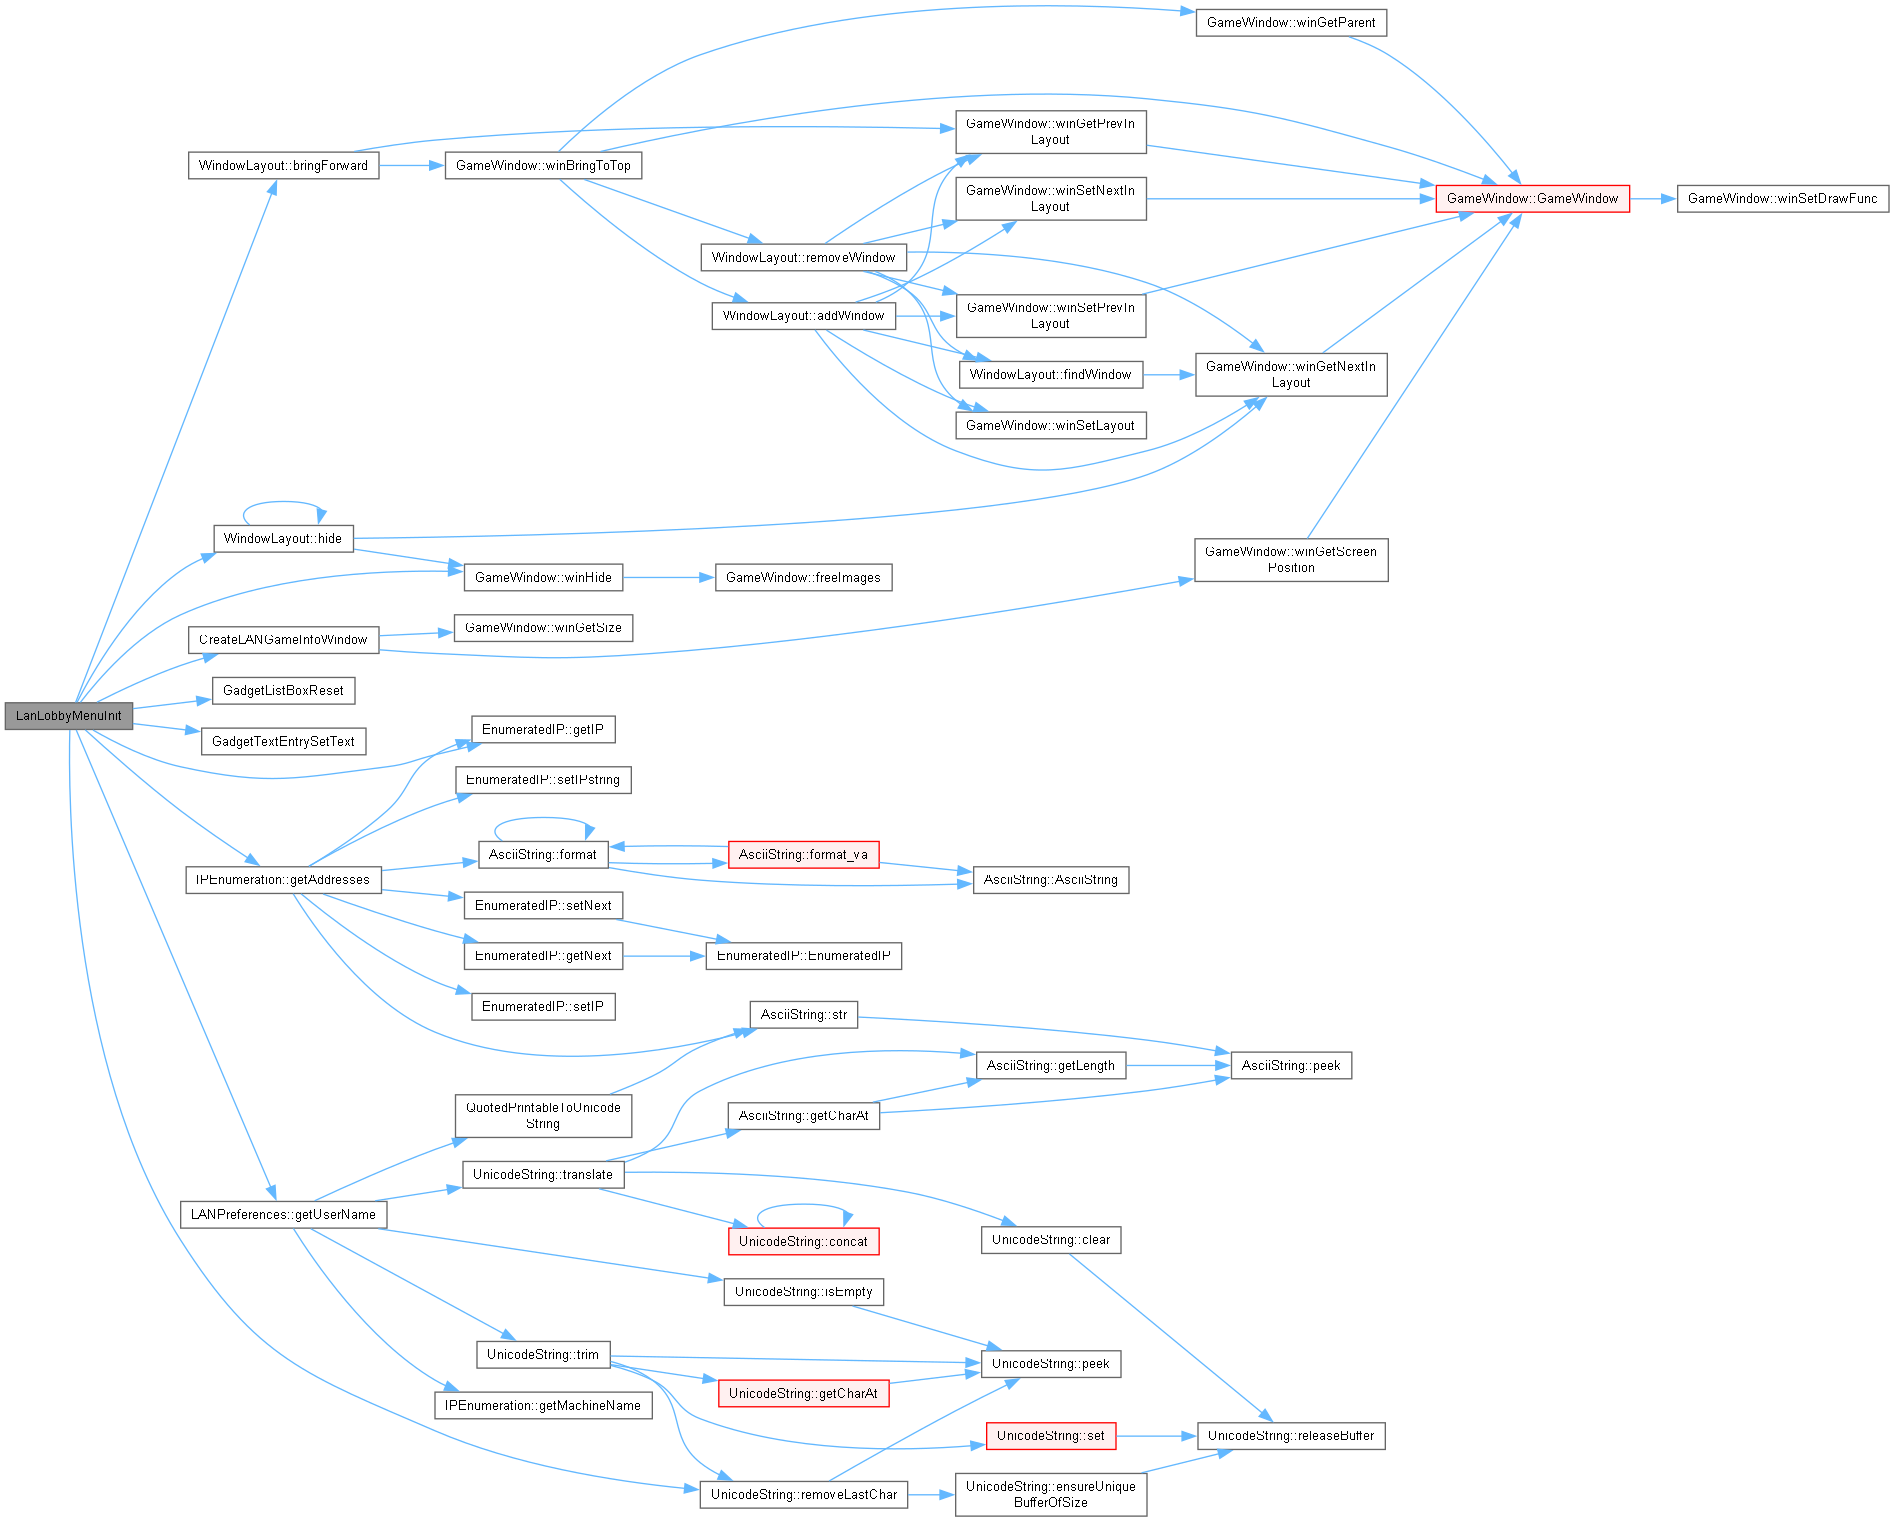 GameWindow::winGetParent
GameWindow::winGetPrevIn
Layout
WindowLayout::bringForward
GameWindow::winBringToTop
GameWindow::winSetNextIn
Layout
GameWindow::GameWindow
GameWindow::winSetDrawFunc
WindowLayout::removeWindow
GameWindow::winSetPrevIn
Layout
WindowLayout::addWindow
WindowLayout::findWindow
GameWindow::winGetNextIn
Layout
GameWindow::winSetLayout
WindowLayout::hide
GameWindow::winGetScreen
Position
GameWindow::winHide
GameWindow::freeImages
CreateLANGameInfoWindow
GameWindow::winGetSize
GadgetListBoxReset
LanLobbyMenuInit
GadgetTextEntrySetText
EnumeratedIP::getIP
EnumeratedIP::setIPstring
AsciiString::format
AsciiString::format_va
IPEnumeration::getAddresses
AsciiString::AsciiString
EnumeratedIP::setNext
EnumeratedIP::getNext
EnumeratedIP::EnumeratedIP
EnumeratedIP::setIP
AsciiString::str
AsciiString::getLength
AsciiString::peek
QuotedPrintableToUnicode
String
AsciiString::getCharAt
UnicodeString::translate
LANPreferences::getUserName
UnicodeString::concat
UnicodeString::clear
UnicodeString::isEmpty
UnicodeString::trim
UnicodeString::peek
UnicodeString::getCharAt
IPEnumeration::getMachineName
UnicodeString::set
UnicodeString::releaseBuffer
UnicodeString::removeLastChar
UnicodeString::ensureUnique
BufferOfSize